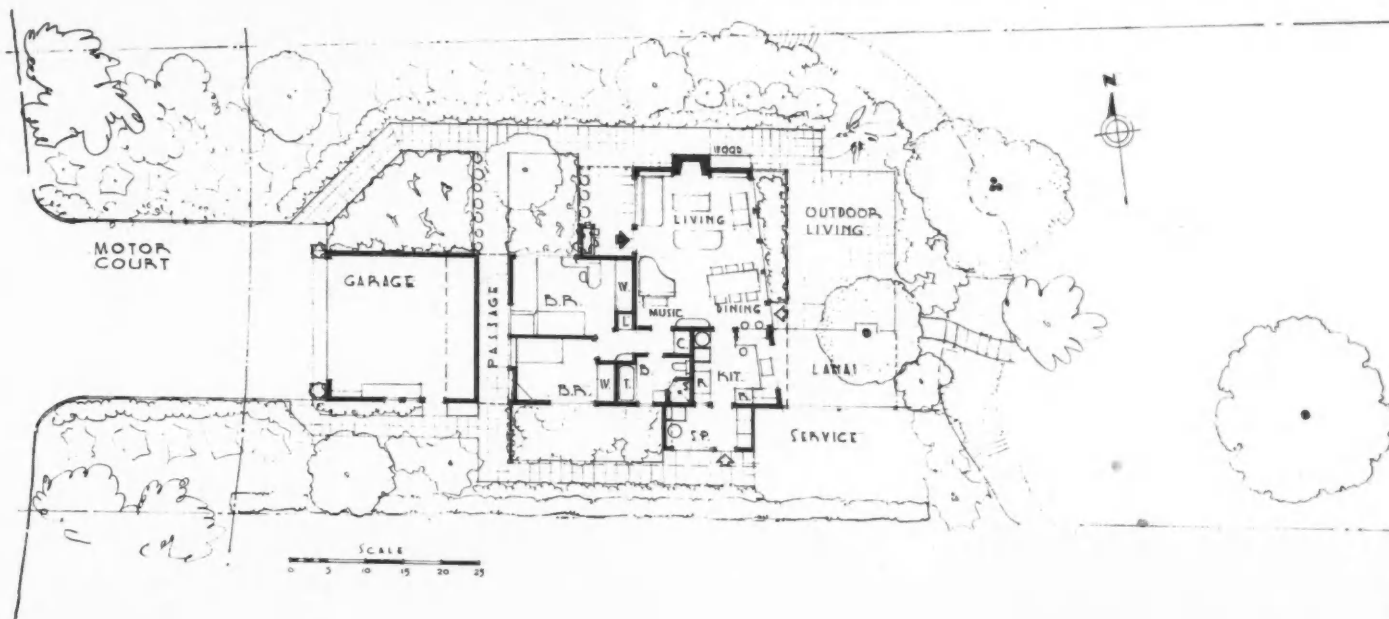 N
WOOD
LIVING
OUTDOOR
LIVING
MOTOR
COURT
GARAGE
PASSAGE
B.R.
W.
L.
MUSIC
DINING
C.
B.
KIT.
LANAI
B.R.
W.
T.
S.
R.
R.
S.P.
SERVICE
SCALE
0 5 10 15 20 25